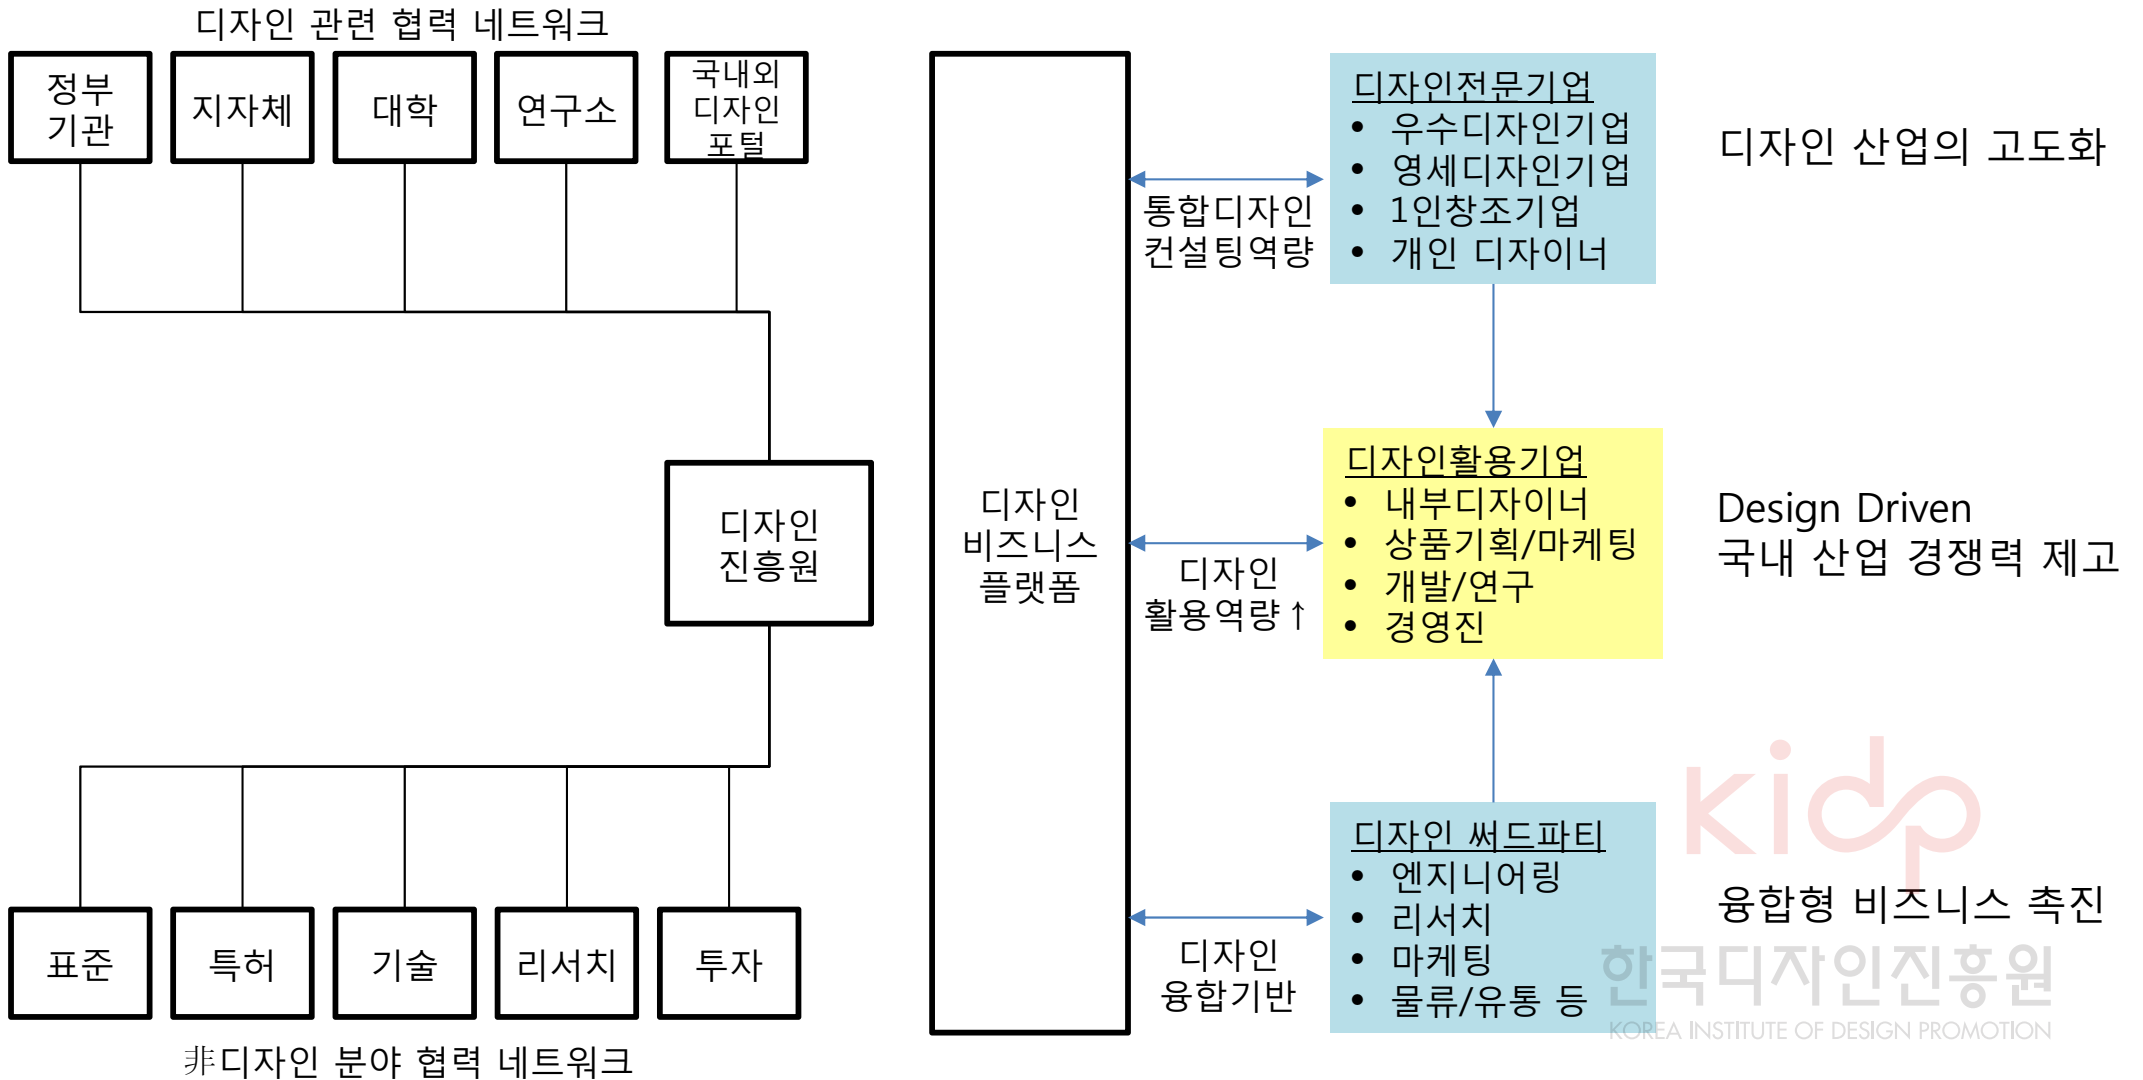 디자인 관련 협력 네트워크
정부
기관
지자체
대학
연구소
국내외
디자인
포털
디자인
진흥원
표준
특허
기술
리서치
투자
非디자인 분야 협력 네트워크
디자인
비즈니스
플랫폼
통합디자인
컨설팅역량
디자인
활용역량↑
디자인
융합기반
디자인전문기업
• 우수디자인기업
• 영세디자인기업
• 1인창조기업
• 개인 디자이너
디자인활용기업
• 내부디자이너
• 상품기획/마케팅
• 개발/연구
• 경영진
디자인 써드파티
• 엔지니어링
• 리서치
• 마케팅
• 물류/유통 등
디자인 산업의 고도화
Design Driven
국내 산업 경쟁력 제고
융합형 비즈니스 촉진
kidp
한국디자인진흥원
KOREA INSTITUTE OF DESIGN PROMOTION